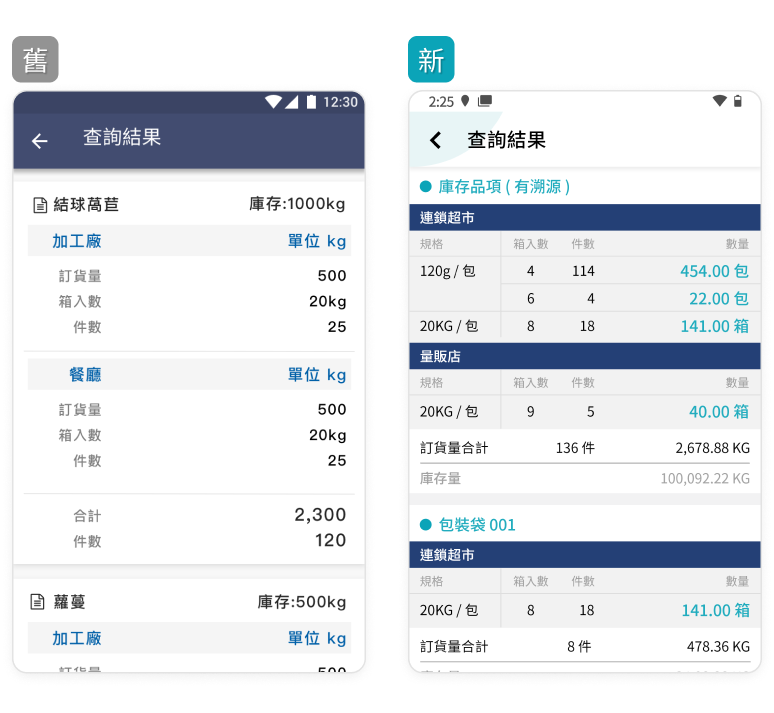 舊
12:30
查詢結果
結球萵苣 庫存:1000kg
加工廠 單位 kg
訂貨量 500
箱入數 20kg
件數 25
餐廳 單位 kg
訂貨量 500
箱入數 20kg
件數 25
合計 2,300
件數 120
蘿蔓 庫存:500kg
加工廠 單位 kg
訂貨量 500
新
2:25
查詢結果
庫存品項 ( 有溯源 )
連鎖超市
規格 箱入數 件數 數量
120g / 包 4 114 454.00 包
6 4 22.00 包
20KG / 包 8 18 141.00 箱
量販店
規格 箱入數 件數 數量
20KG / 包 9 5 40.00 箱
訂貨量合計 136 件 2,678.88 KG
庫存量 100,092.22 KG
包裝袋 001
連鎖超市
規格 箱入數 件數 數量
20KG / 包 8 18 141.00 箱
訂貨量合計 8 件 478.36 KG